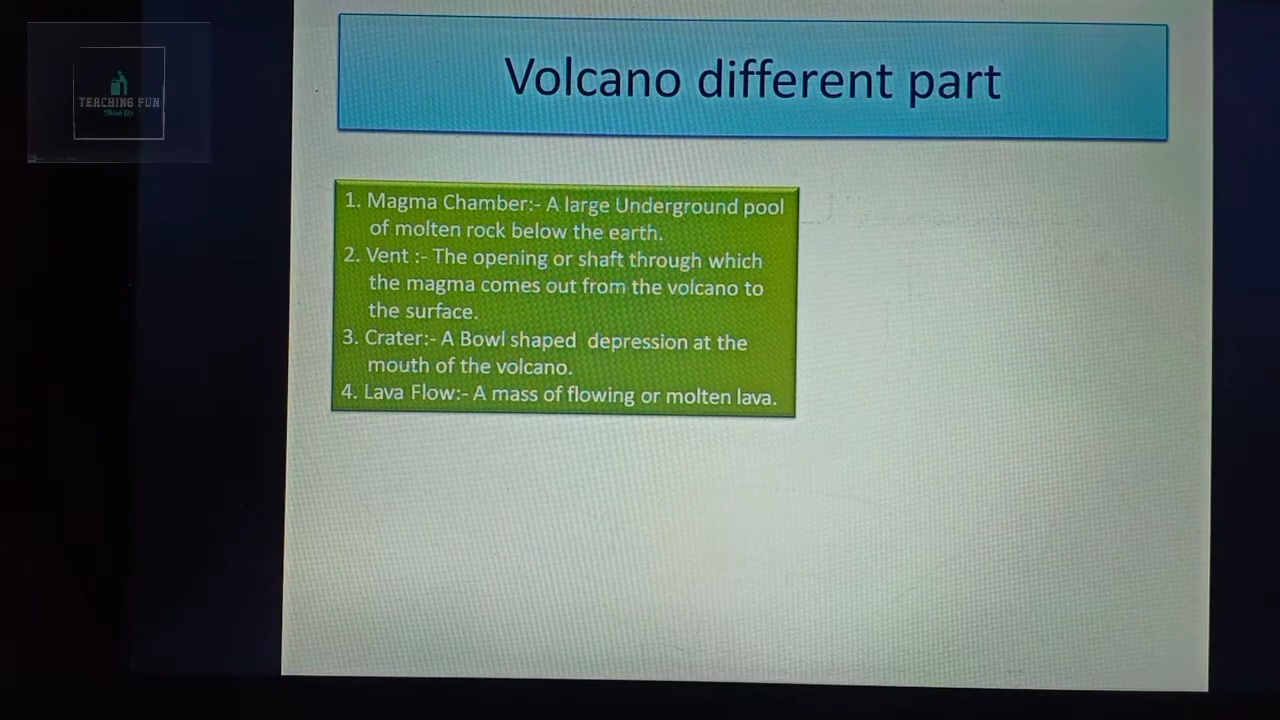 TEACHING FUN
Think Big
Volcano different part
1. Magma Chamber:- A large Underground pool
of molten rock below the earth.
2. Vent :- The opening or shaft through which
the magma comes out from the volcano to
the surface.
3. Crater:- A Bowl shaped depression at the
mouth of the volcano.
4. Lava Flow:- A mass of flowing or molten lava.